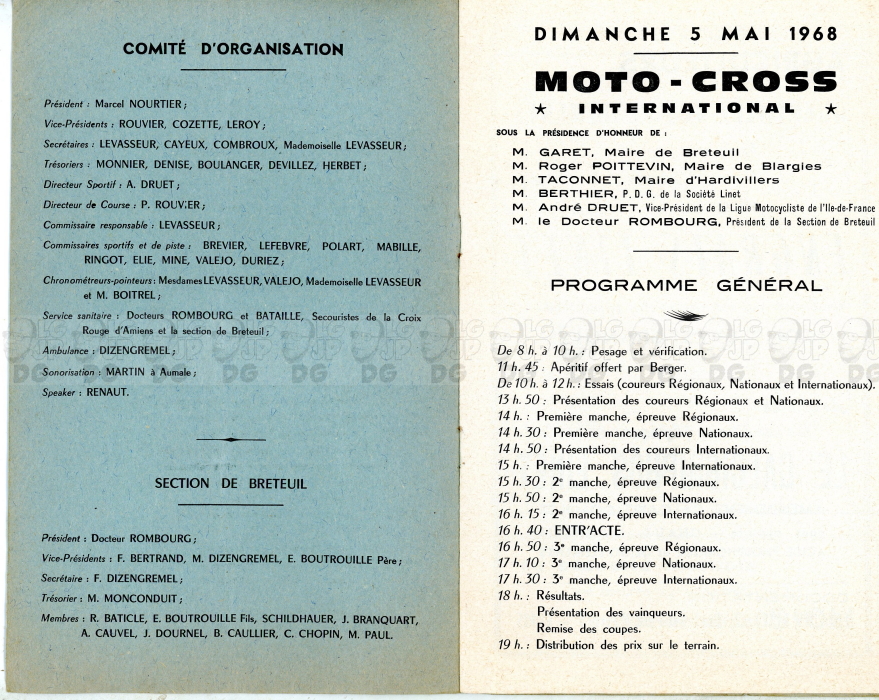 COMITÉ D'ORGANISATION
Président : Marcel NOURTIER ;
Vice-Présidents : ROUVIER, COZETTE, LEROY ;
Secrétaires : LEVASSEUR, CAYEUX, COMBROUX, Mademoiselle LEVASSEUR ;
Trésoriers : MONNIER, DENISE, BOULANGER, DEVILLEZ, HERBET ;
Directeur Sportif : A. DRUET ;
Directeur de Course : P. ROUVIER ;
Commissaire responsable : LEVASSEUR ;
Commissaires sportifs et de piste : BREVIER, LEFEBVRE, POLART, MABILLE,
RINGOT, ELIE, MINE, VALEJO, DURIEZ ;
Chronométreurs-pointeurs : Mesdames LEVASSEUR, VALEJO, Mademoiselle LEVASSEUR
et M. BOITREL ;
Service sanitaire : Docteurs ROMBOURG et BATAILLE, Secouristes de la Croix
Rouge d'Amiens et la section de Breteuil ;
Ambulance : DIZENGREMEL ;
Sonorisation : MARTIN à Aumale ;
Speaker : RENAUT.
SECTION DE BRETEUIL
Président : Docteur ROMBOURG ;
Vice-Présidents : F. BERTRAND, M. DIZENGREMEL, E. BOUTROUILLE Père ;
Secrétaire : F. DIZENGREMEL ;
Trésorier : M. MONCONDUIT ;
Membres : R. BATICLE, E. BOUTROUILLE Fils, SCHILDHAUER, J. BRANQUART,
A. CAUVEL, J. DOURNEL, B. CAULLIER, C. CHOPIN, M. PAUL.
DIMANCHE 5 MAI 1968
MOTO-CROSS
★ INTERNATIONAL ★
SOUS LA PRÉSIDENCE D'HONNEUR DE :
M. GARET, Maire de Breteuil
M. Roger POITTEVIN, Maire de Blargies
M. TACONNET, Maire d'Hardivillers
M. BERTHIER, P. D. G. de la Société Linet
M. André DRUET, Vice-Président de la Ligue Motocycliste de l'Ile-de-France
M. le Docteur ROMBOURG, Président de la Section de Breteuil
PROGRAMME GÉNÉRAL
De 8 h. à 10 h. : Pesage et vérification.
11 h. 45 : Apéritif offert par Berger.
De 10 h. à 12 h. : Essais (coureurs Régionaux, Nationaux et Internationaux).
13 h. 50 : Présentation des coureurs Régionaux et Nationaux.
14 h. : Première manche, épreuve Régionaux.
14 h. 30 : Première manche, épreuve Nationaux.
14 h. 50 : Présentation des coureurs Internationaux.
15 h. : Première manche, épreuve Internationaux.
15 h. 30 : 2e manche, épreuve Régionaux.
15 h. 50 : 2e manche, épreuve Nationaux.
16 h. 15 : 2e manche, épreuve Internationaux.
16 h. 40 : ENTR'ACTE.
16 h. 50 : 3e manche, épreuve Régionaux.
17 h. 10 : 3e manche, épreuve Nationaux.
17 h. 30 : 3e manche, épreuve Internationaux.
18 h. : Résultats.
Présentation des vainqueurs.
Remise des coupes.
19 h. : Distribution des prix sur le terrain.